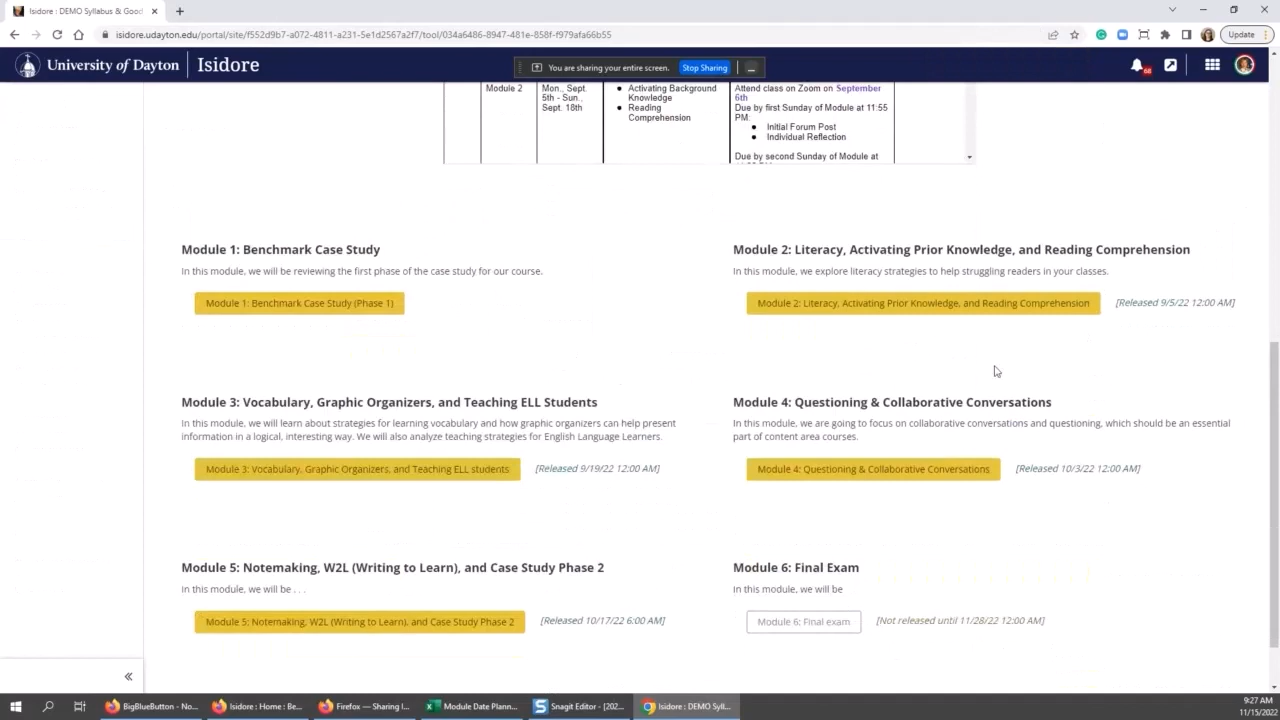 Isidore : DEMO Syllabus & Good
isidore.udayton.edu/portal/site/f552d9b7-a072-4811-a231-5e1d2567a2f7/tool/034a6486-8947-481e-858f-f979afa66b55
Update
University of Dayton
Isidore
You are sharing your entire screen.
Stop Sharing
66
Module 2
Mon., Sept. 5th - Sun., Sept. 18th
Activating Background Knowledge
Reading Comprehension
Attend class on Zoom on September 6th
Due by first Sunday of Module at 11:55 PM:
Initial Forum Post
Individual Reflection
Due by second Sunday of Module at
Module 1: Benchmark Case Study
In this module, we will be reviewing the first phase of the case study for our course.
Module 1: Benchmark Case Study (Phase 1)
Module 2: Literacy, Activating Prior Knowledge, and Reading Comprehension
In this module, we explore literacy strategies to help struggling readers in your classes.
Module 2: Literacy, Activating Prior Knowledge, and Reading Comprehension
[Released 9/5/22 12:00 AM]
Module 3: Vocabulary, Graphic Organizers, and Teaching ELL Students
In this module, we will learn about strategies for learning vocabulary and how graphic organizers can help present
information in a logical, interesting way. We will also analyze teaching strategies for English Language Learners.
Module 3: Vocabulary, Graphic Organizers, and Teaching ELL students
[Released 9/19/22 12:00 AM]
Module 4: Questioning & Collaborative Conversations
In this module, we are going to focus on collaborative conversations and questioning, which should be an essential
part of content area courses.
Module 4: Questioning & Collaborative Conversations
[Released 10/3/22 12:00 AM]
Module 5: Notemaking, W2L (Writing to Learn), and Case Study Phase 2
In this module, we will be . . .
Module 5: Notemaking, W2L (Writing to Learn), and Case Study Phase 2
[Released 10/17/22 6:00 AM]
Module 6: Final Exam
In this module, we will be
Module 6: Final exam
[Not released until 11/28/22 12:00 AM]
BigBlueButton - No...
Isidore : Home : Be...
Firefox — Sharing I...
Module Date Plann...
Snagit Editor - [202...
Isidore : DEMO Syll...
9:27 AM
11/15/2022